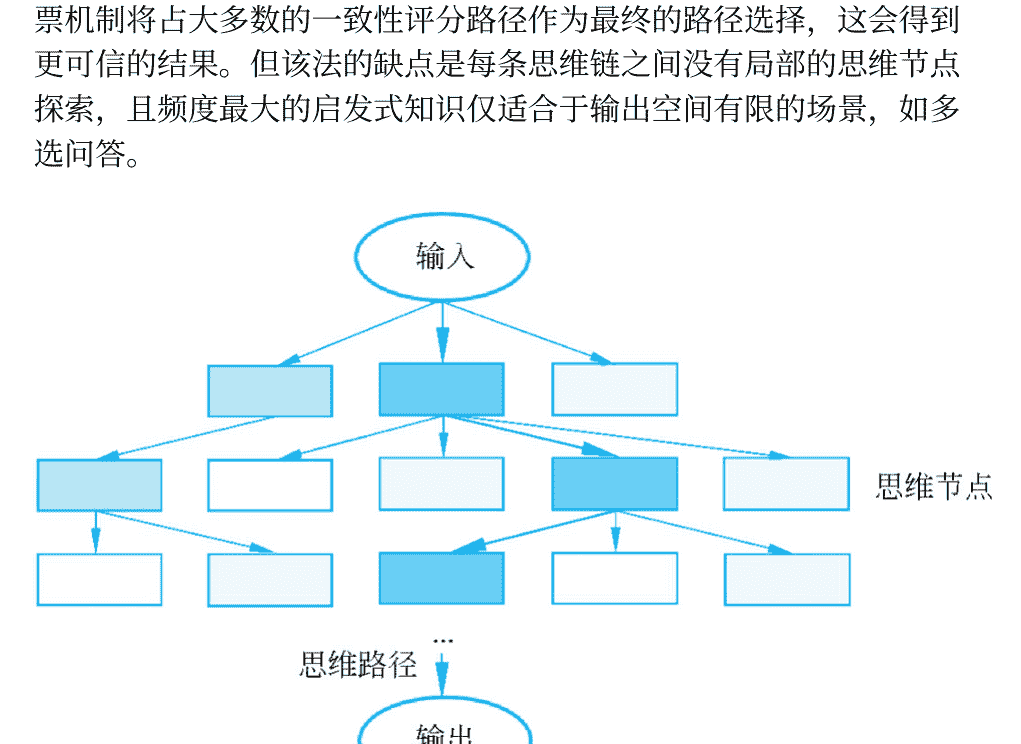 票机制将占大多数的一致性评分路径作为最终的路径选择，这会得到
更可信的结果。但该法的缺点是每条思维链之间没有局部的思维节点
探索，且频度最大的启发式知识仅适合于输出空间有限的场景，如多
选问答。
输入
思维节点
...
思维路径
输出